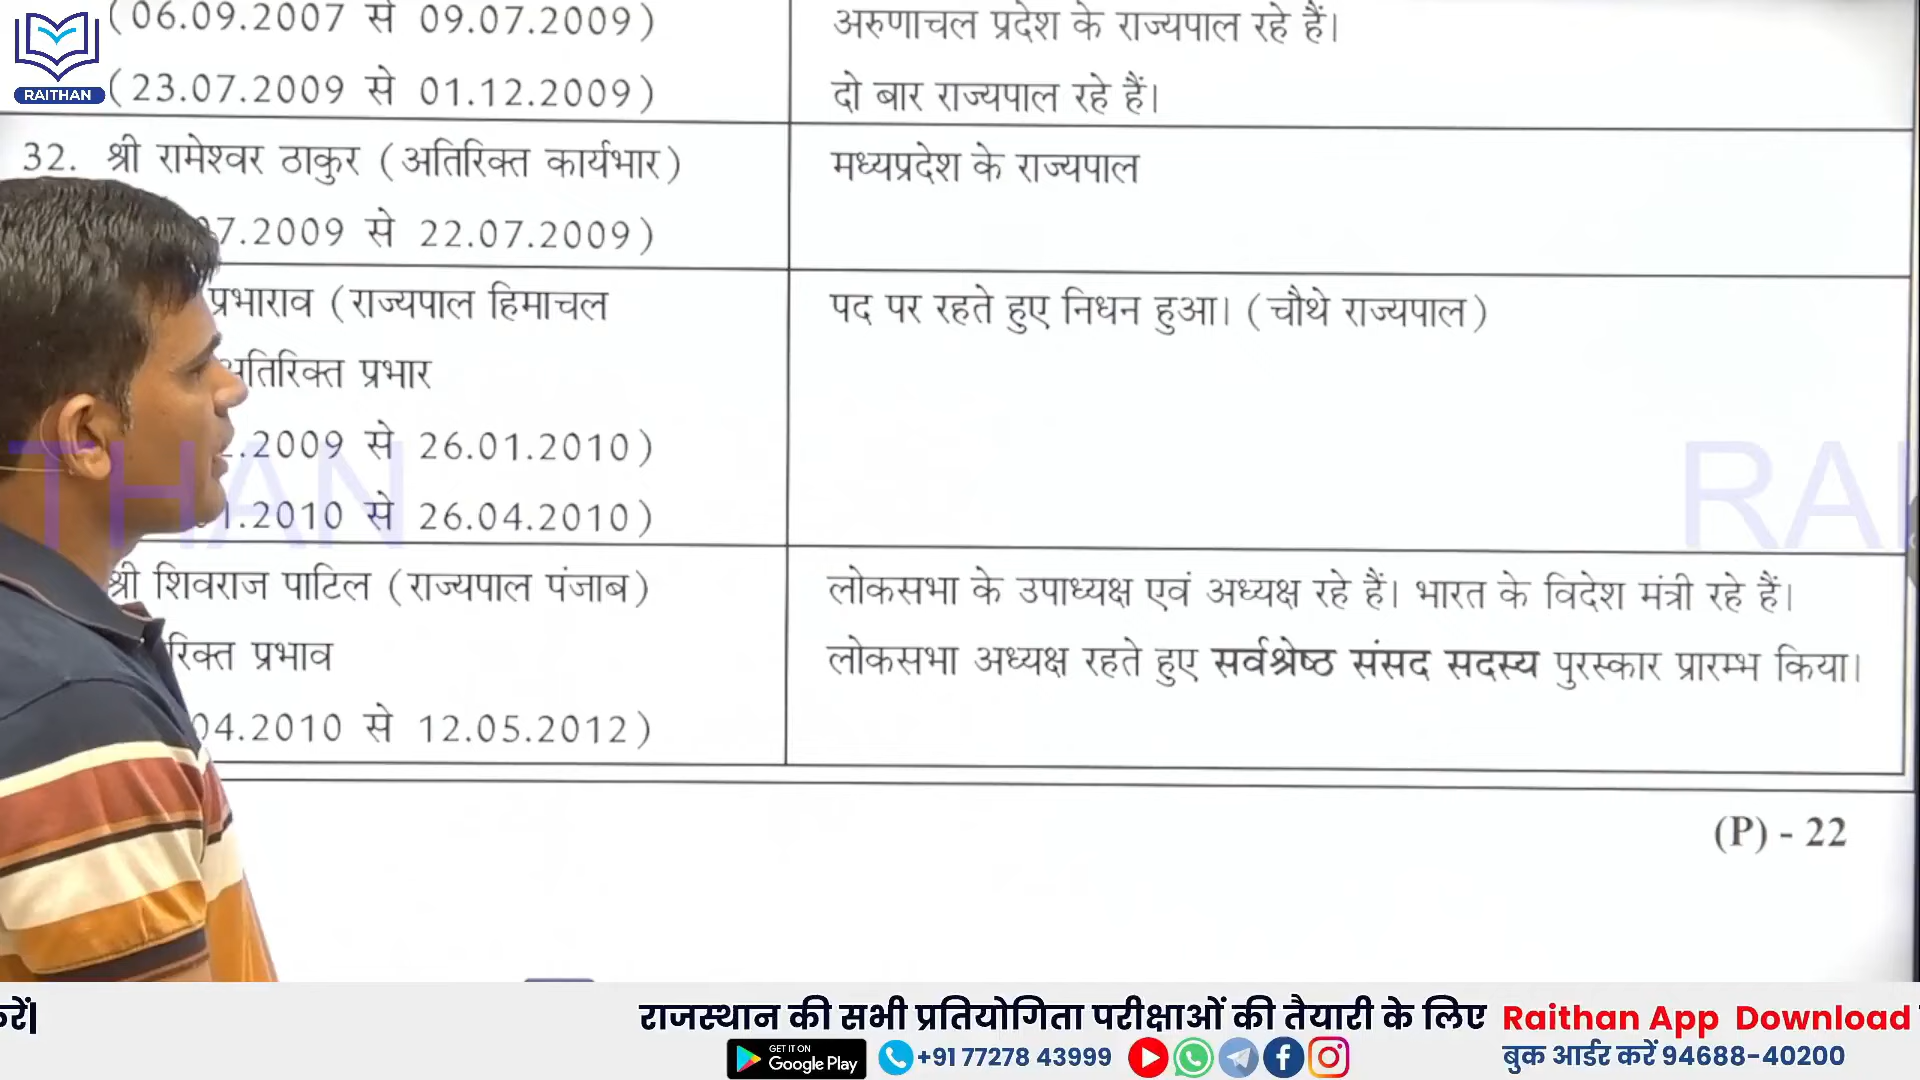 RAITHAN
(06.09.2007 से 09.07.2009)
अरुणाचल प्रदेश के राज्यपाल रहे हैं।
(23.07.2009 से 01.12.2009)
दो बार राज्यपाल रहे हैं।
32. श्री रामेश्वर ठाकुर (अतिरिक्त कार्यभार)
मध्यप्रदेश के राज्यपाल
7.2009 से 22.07.2009)
प्रभाराव (राज्यपाल हिमाचल
पद पर रहते हुए निधन हुआ। (चौथे राज्यपाल)
अतिरिक्त प्रभार
.2009 से 26.01.2010)
1.2010 से 26.04.2010)
THAN
RAI
श्री शिवराज पाटिल (राज्यपाल पंजाब)
लोकसभा के उपाध्यक्ष एवं अध्यक्ष रहे हैं। भारत के विदेश मंत्री रहे हैं।
रिक्त प्रभाव
लोकसभा अध्यक्ष रहते हुए सर्वश्रेष्ठ संसद सदस्य पुरस्कार प्रारम्भ किया।
04.2010 से 12.05.2012)
(P) - 22
करें|
राजस्थान की सभी प्रतियोगिता परीक्षाओं की तैयारी के लिए Raithan App Download
GET IT ON
Google Play
+91 77278 43999
बुक आर्डर करें 94688-40200